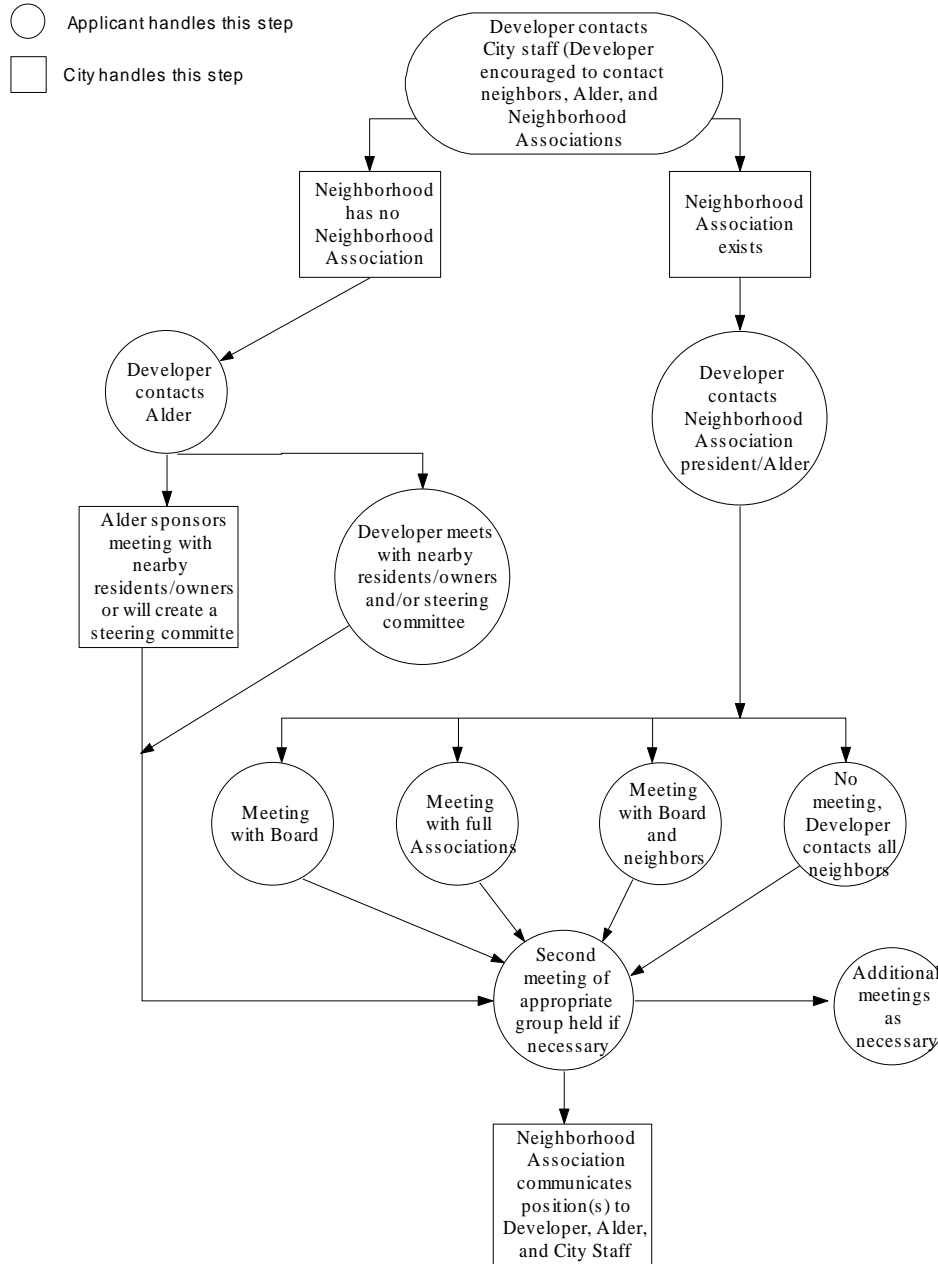 Applicant handles this step
City handles this step
Developer contacts
City staff (Developer
encouraged to contact
neighbors, Alder, and
Neighborhood
Associations
Neighborhood
has no
Neighborhood
Association
Neighborhood
Association
exists
Developer
contacts
Alder
Developer
contacts
Neighborhood
Association
president/Alder
Alder sponsors
meeting with
nearby
residents/owners
or will create a
steering committe
Developer meets
with nearby
residents/owners
and/or steering
committee
Meeting
with Board
Meeting
with full
Associations
Meeting
with Board
and
neighbors
No
meeting,
Developer
contacts all
neighbors
Second
meeting of
appropriate
group held if
necessary
Additional
meetings
as
necessary
Neighborhood
Association
communicates
position(s) to
Developer, Alder,
and City Staff